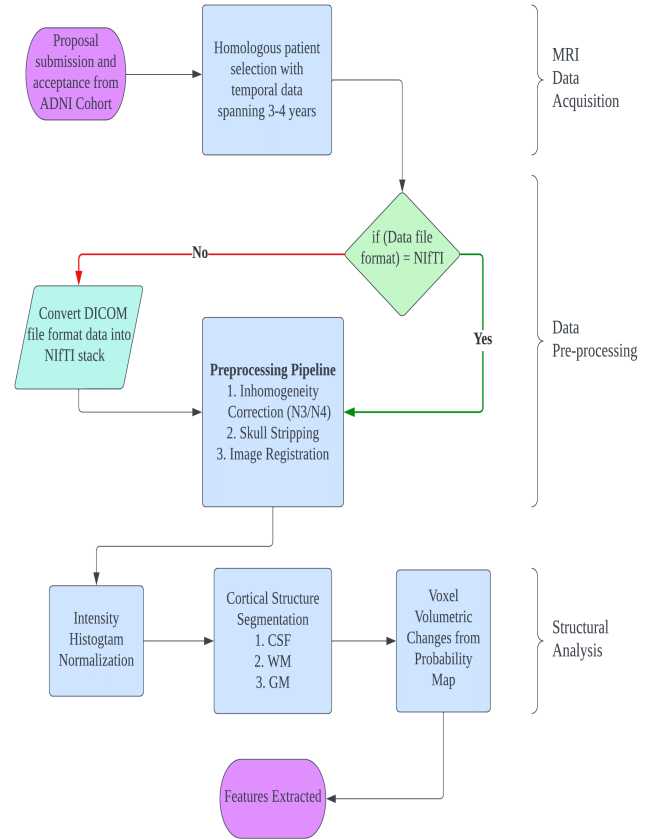 Proposal
submission and
acceptance from
ADNI Cohort
Homologous patient
selection with
temporal data
spanning 3-4 years
MRI
Data
Acquisition
if (Data file
format) = NIfTI
No
Yes
Convert DICOM
file format data into
NIfTI stack
Preprocessing Pipeline
1. Inhomogeneity
Correction (N3/N4)
2. Skull Stripping
3. Image Registration
Data
Pre-processing
Intensity
Histogtam
Normalization
Cortical Structure
Segmentation
1. CSF
2. WM
3. GM
Voxel
Volumetric
Changes from
Probability
Map
Structural
Analysis
Features Extracted